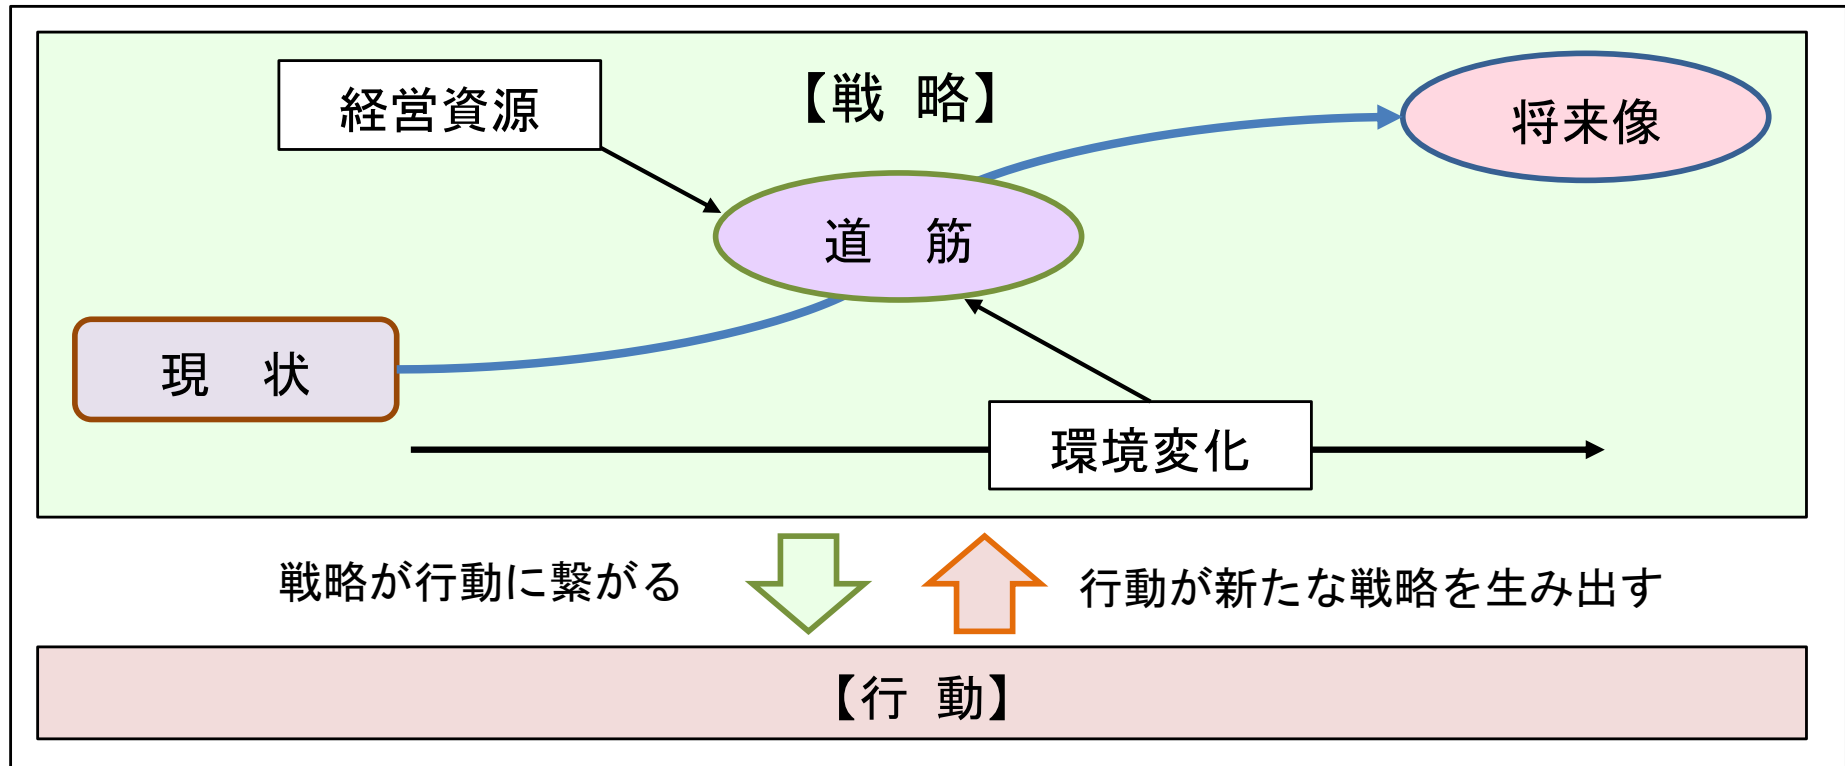 【戦 略】
経営資源
将来像
道 筋
現 状
環境変化
戦略が行動に繋がる
行動が新たな戦略を生み出す
【行 動】